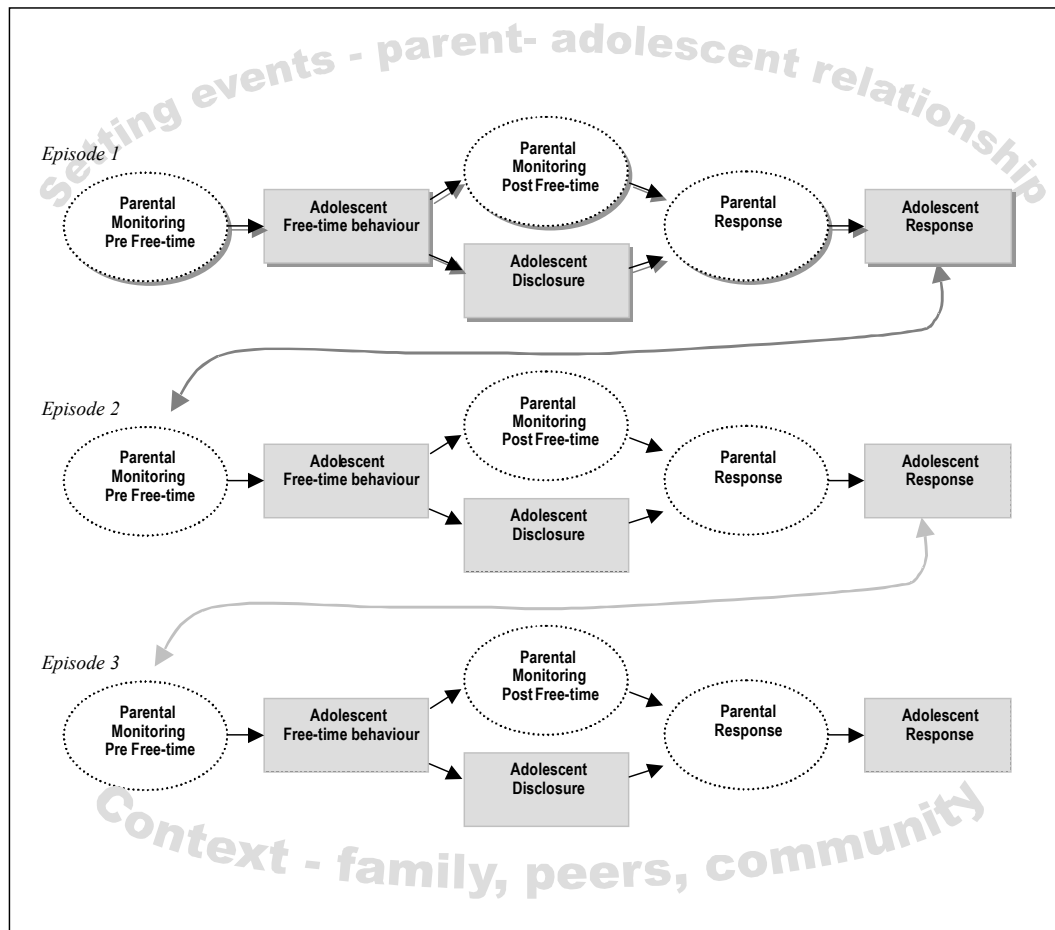 Setting events - parent- adolescent relationship
Episode 1
Parental
Monitoring
Pre Free-time
Adolescent
Free-time behaviour
Parental
Monitoring
Post Free-time
Adolescent
Disclosure
Parental
Response
Adolescent
Response
Episode 2
Parental
Monitoring
Pre Free-time
Adolescent
Free-time behaviour
Parental
Monitoring
Post Free-time
Adolescent
Disclosure
Parental
Response
Adolescent
Response
Episode 3
Parental
Monitoring
Pre Free-time
Adolescent
Free-time behaviour
Parental
Monitoring
Post Free-time
Adolescent
Disclosure
Parental
Response
Adolescent
Response
Context - family, peers, community